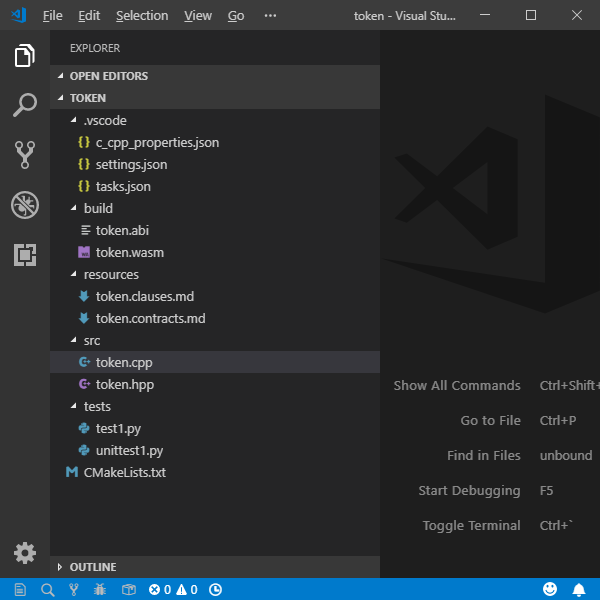 File Edit Selection View Go ••• token - Visual Stu...
EXPLORER
OPEN EDITORS
TOKEN
.vscode
{} c_cpp_properties.json
{} settings.json
{} tasks.json
build
token.abi
token.wasm
resources
token.clauses.md
token.contracts.md
src
token.cpp
token.hpp
tests
test1.py
unittest1.py
M CMakeLists.txt
OUTLINE
Show All Commands Ctrl+Shift+
Go to File Ctrl+P
Find in Files unbound
Start Debugging F5
Toggle Terminal Ctrl+`
0 0